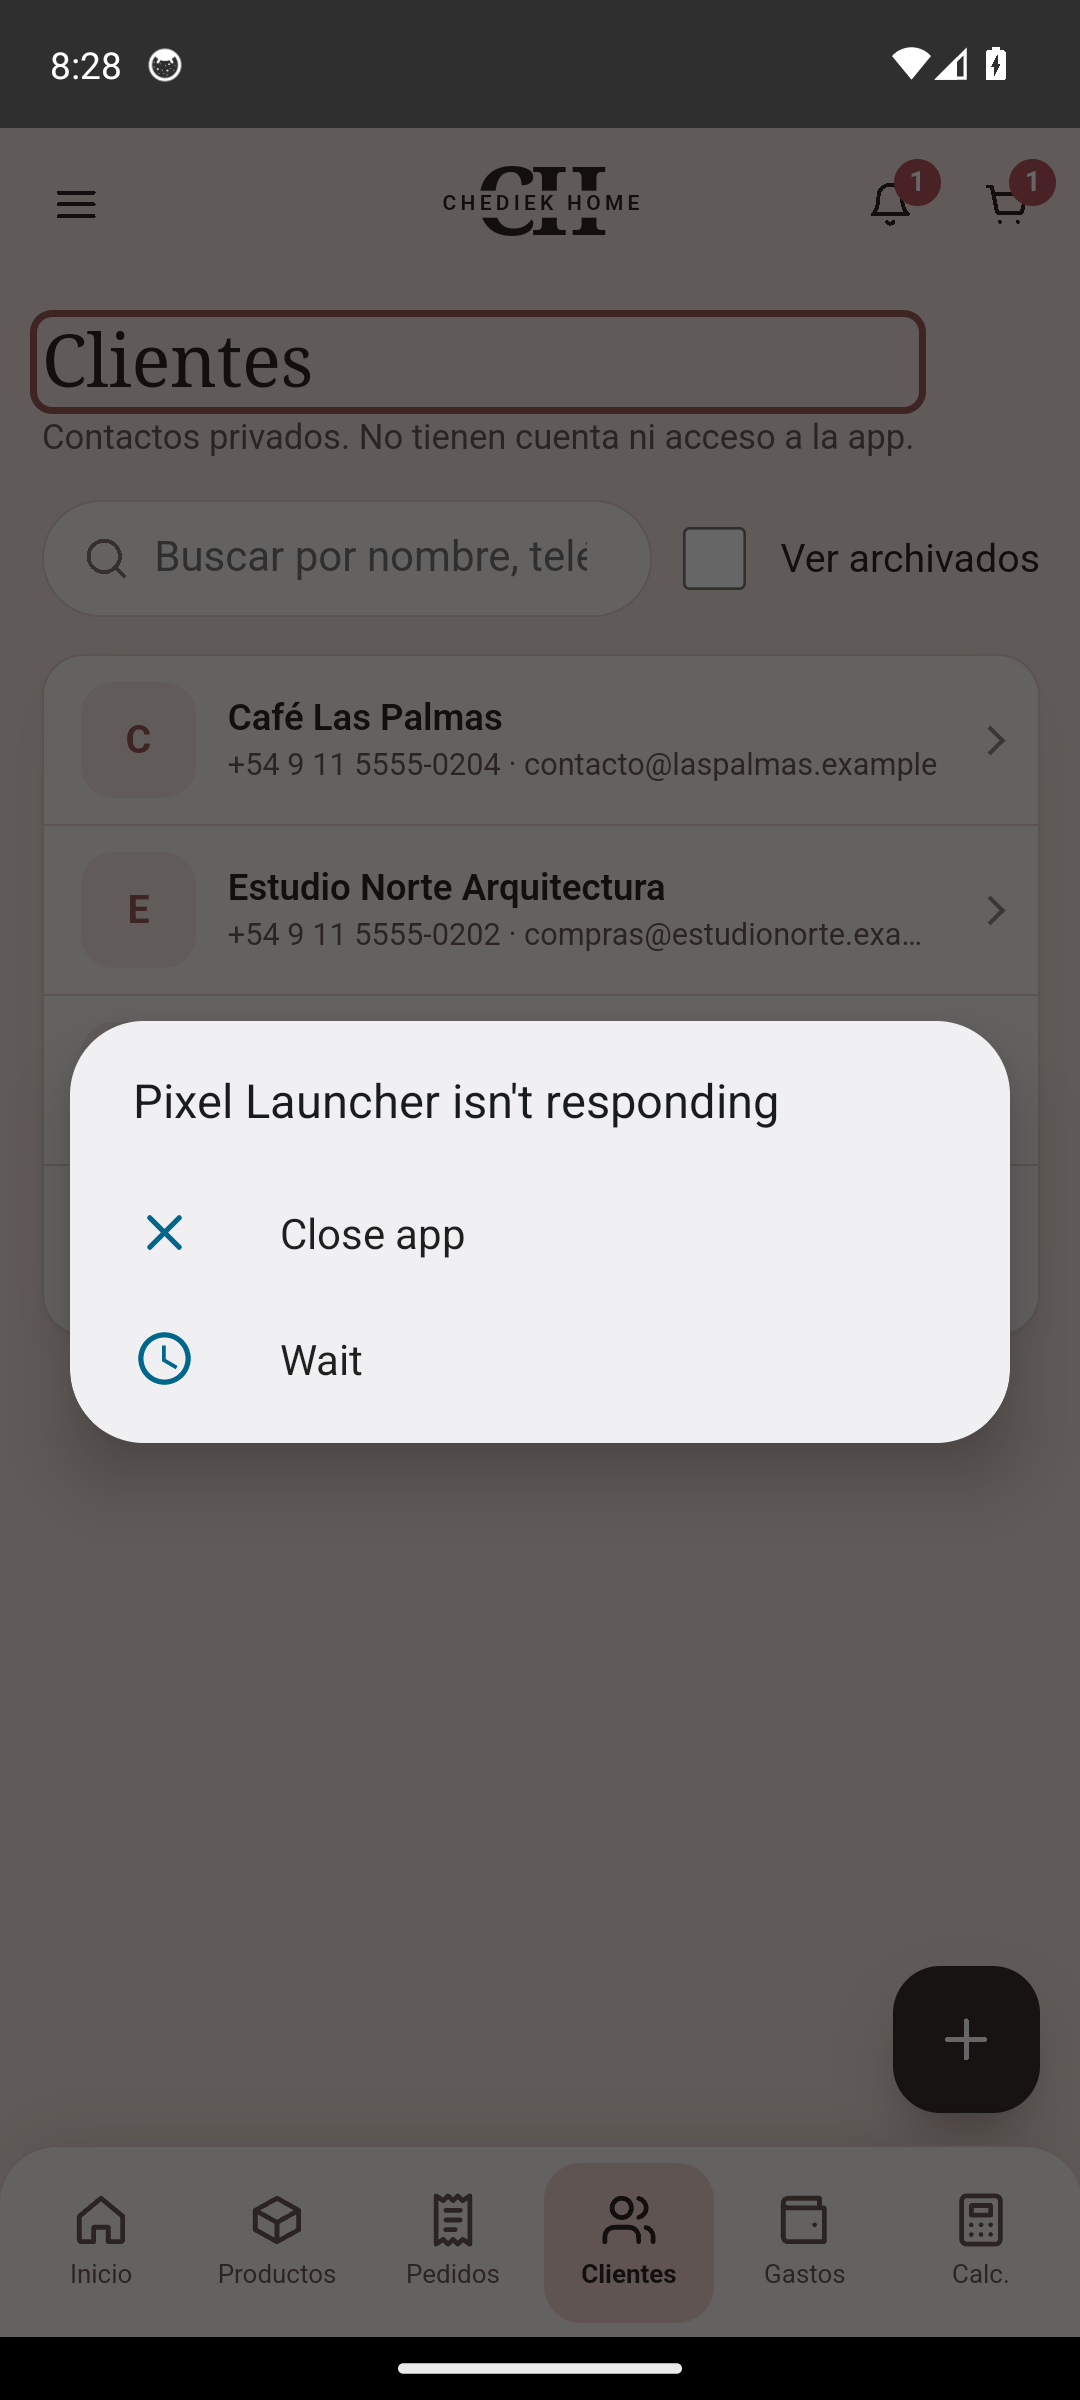 8:28
CH
CHEDIEK HOME
1
1
Clientes
Contactos privados. No tienen cuenta ni acceso a la app.
Buscar por nombre, telé
Ver archivados
C
Café Las Palmas
+54 9 11 5555-0204 · contacto@laspalmas.example
E
Estudio Norte Arquitectura
+54 9 11 5555-0202 · compras@estudionorte.exa…
Pixel Launcher isn't responding
Close app
Wait
Inicio
Productos
Pedidos
Clientes
Gastos
Calc.